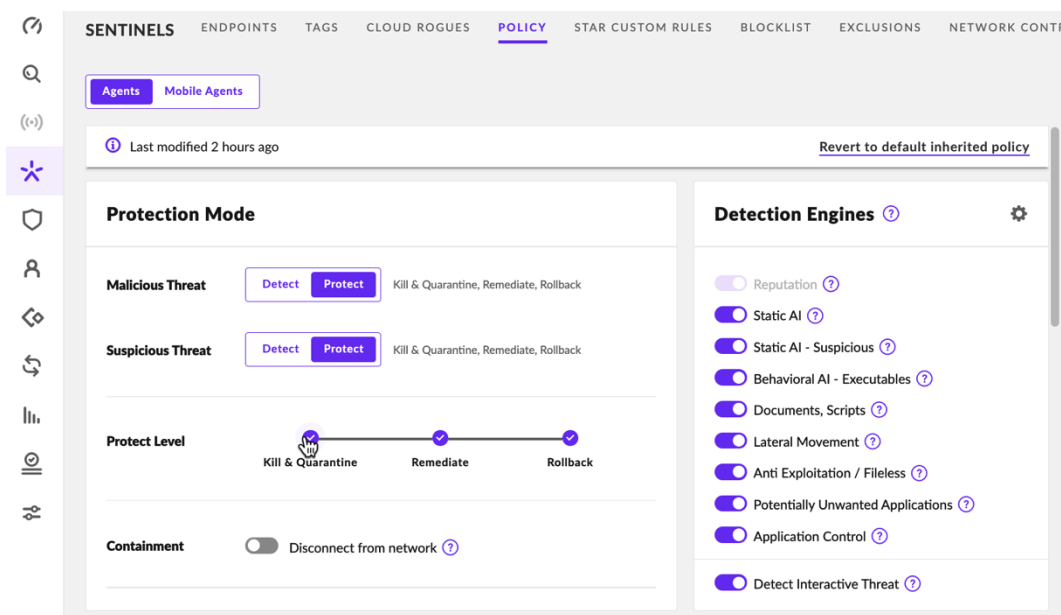 SENTINELS ENDPOINTS TAGS CLOUD ROGUES POLICY STAR CUSTOM RULES BLOCKLIST EXCLUSIONS NETWORK CONT
Agents Mobile Agents
Last modified 2 hours ago Revert to default inherited policy
Protection Mode
Malicious Threat Detect Protect Kill & Quarantine, Remediate, Rollback
Suspicious Threat Detect Protect Kill & Quarantine, Remediate, Rollback
Protect Level
Kill & Quarantine Remediate Rollback
Containment Disconnect from network ?
Detection Engines ?
Reputation ?
Static AI ?
Static AI - Suspicious ?
Behavioral AI - Executables ?
Documents, Scripts ?
Lateral Movement ?
Anti Exploitation / Fileless ?
Potentially Unwanted Applications ?
Application Control ?
Detect Interactive Threat ?